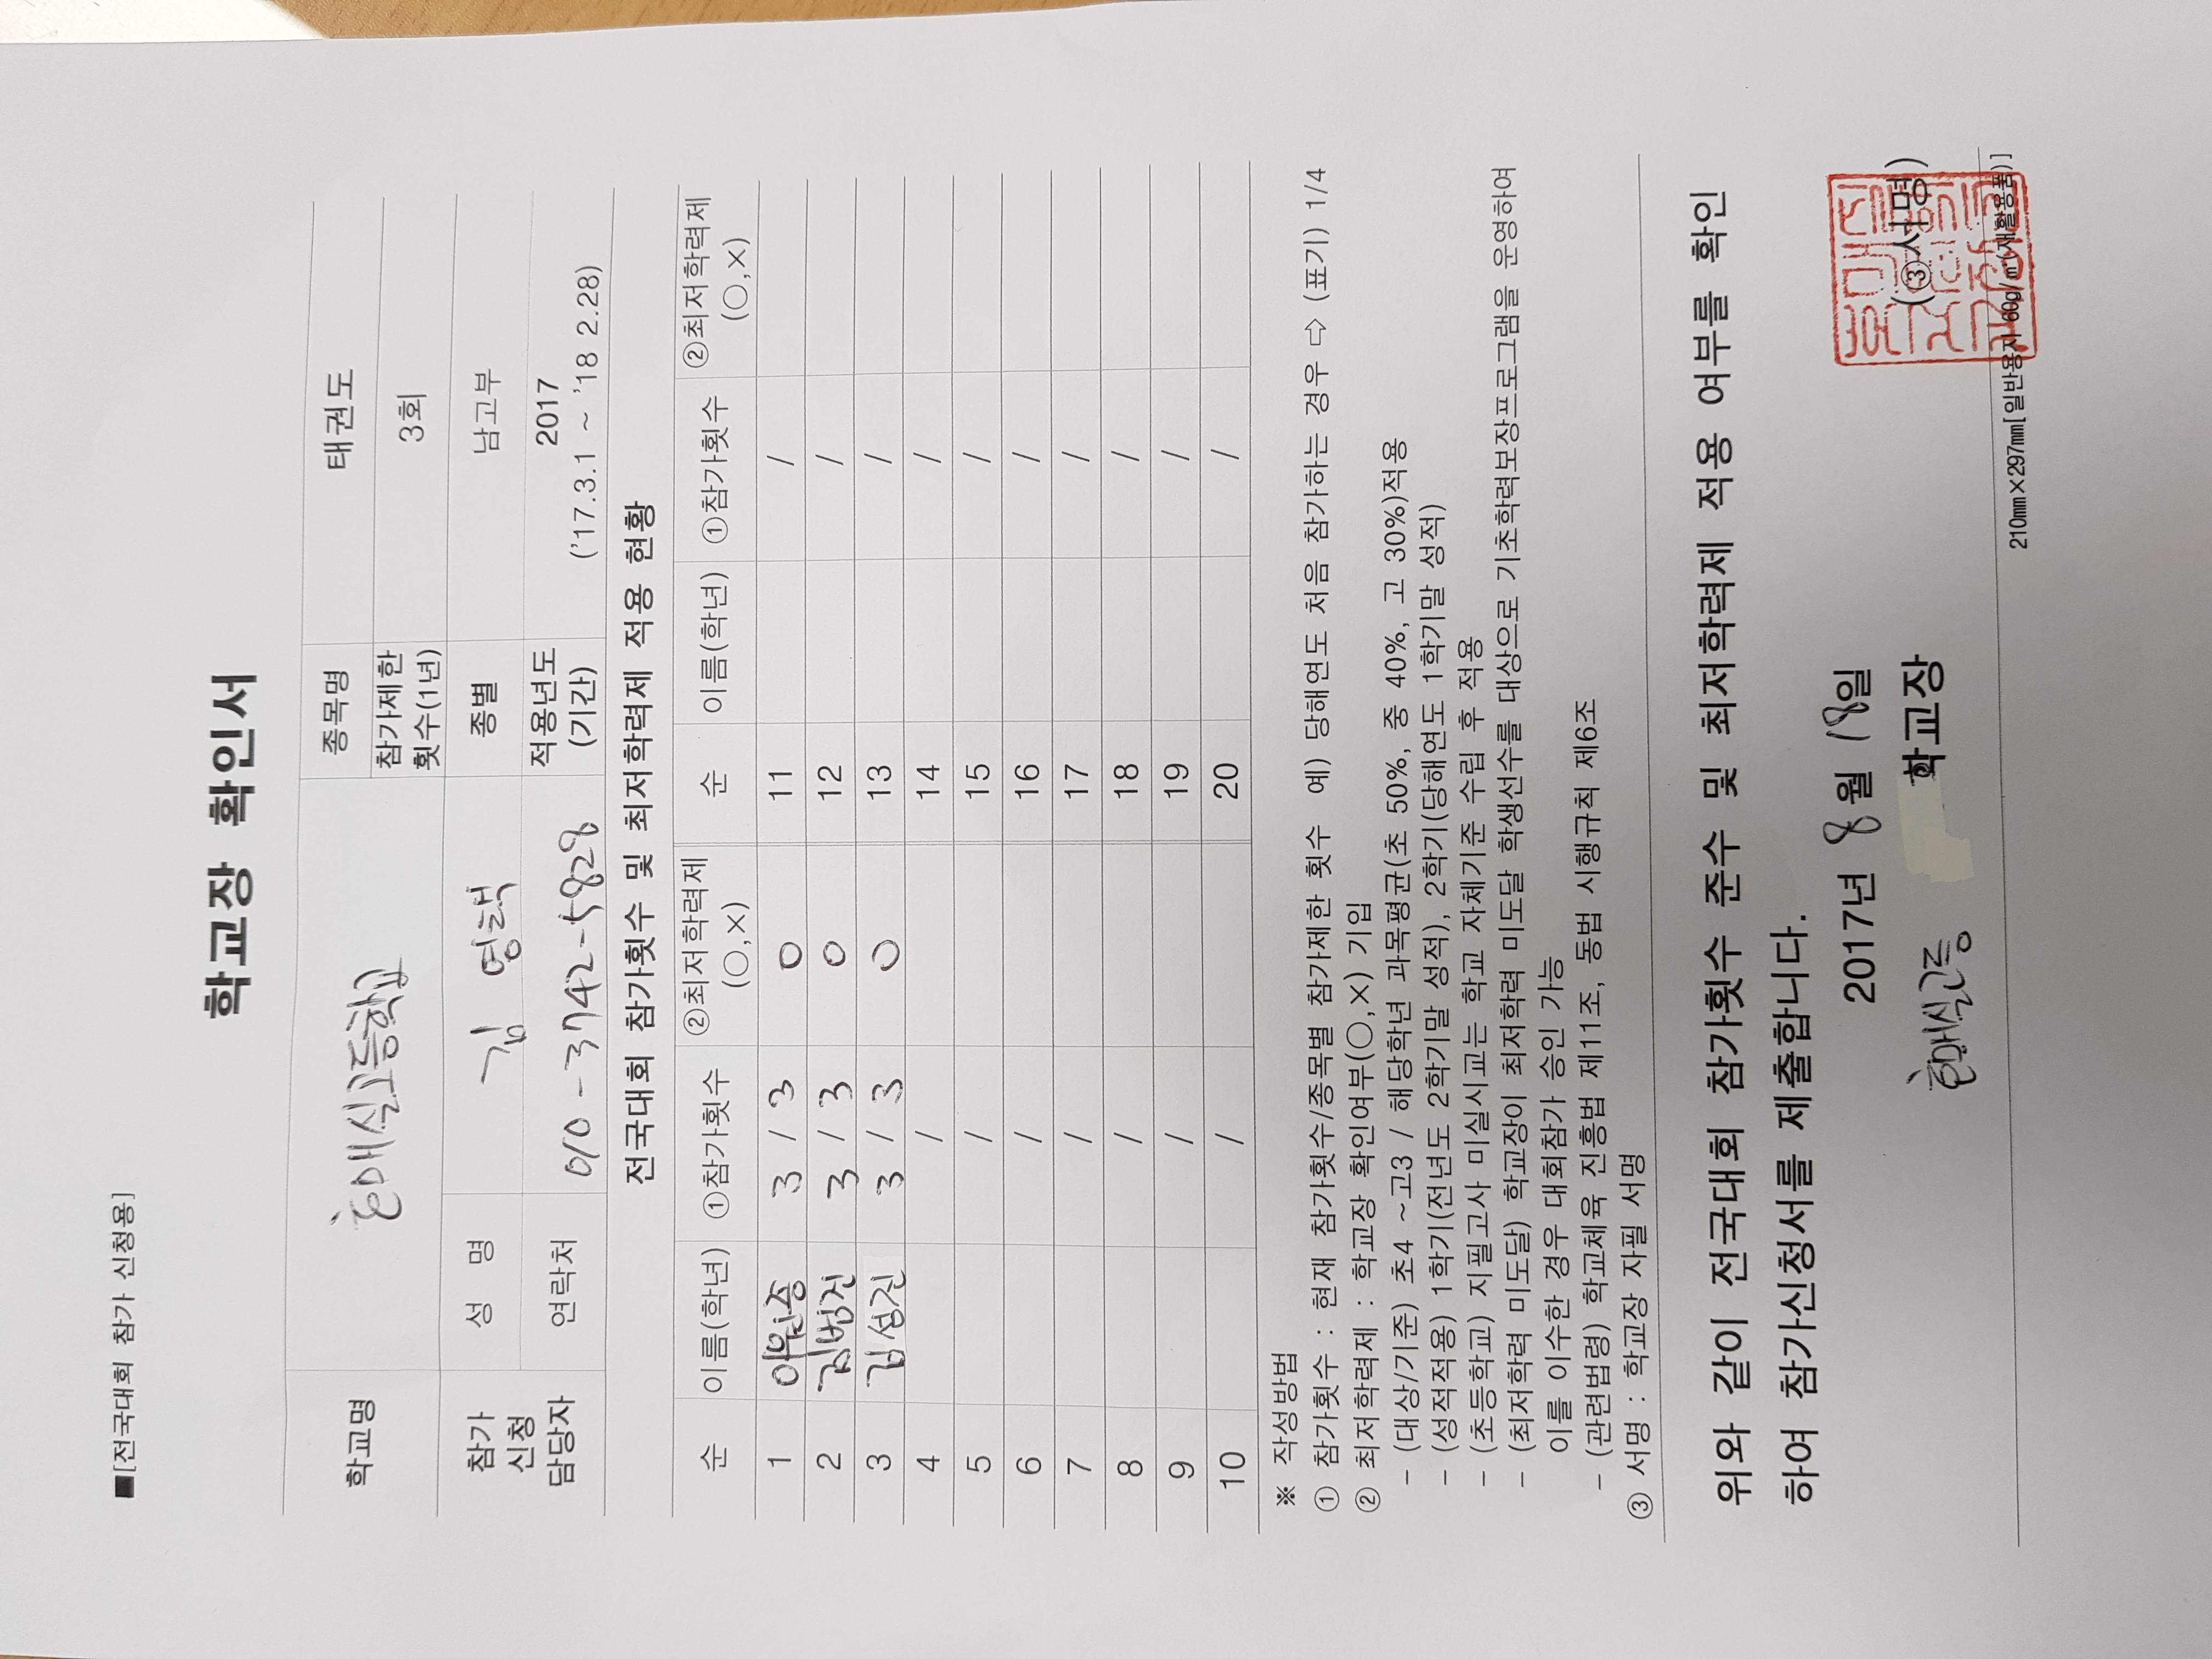 ■[전국대회 참가 신청용]
학교장 확인서
학교명 호매실고등학교 종목명 태권도
참가제한 횟수(1년) 3회
참가 신청 담당자 성 명 김 영택 종별 남고부
연락처 010-3742-5828 적용년도 (기간) 2017 ('17.3.1 ~ '18 2.28)
전국대회 참가횟수 및 최저학력제 적용 현황
순 이름(학년) ①참가횟수 ②최저학력제 (○,×) 순 이름(학년) ①참가횟수 ②최저학력제 (○,×)
1 3 / 3 ○ 11 /
2 김범진 3 / 3 ○ 12 /
3 김성진 3 / 3 ○ 13 /
4 / 14 /
5 / 15 /
6 / 16 /
7 / 17 /
8 / 18 /
9 / 19 /
10 / 20 /
※ 작성방법
① 참가횟수 : 현재 참가횟수/종목별 참가제한 횟수 예) 당해연도 처음 참가하는 경우 ⇨ (표기) 1/4
② 최저학력제 : 학교장 확인여부(○,×) 기입
- (대상/기준) 초4 ~고3 / 해당학년 과목평균(초 50%, 중 40%, 고 30%)적용
- (성적적용) 1학기(전년도 2학기말 성적), 2학기(당해연도 1학기말 성적)
- (초등학교) 지필고사 미실시교는 학교 자체기준 수립 후 적용
- (최저학력 미도달) 학교장이 최저학력 미도달 학생선수를 대상으로 기초학력보장프로그램을 운영하여
이를 이수한 경우 대회참가 승인 가능
- (관련법령) 학교체육 진흥법 제11조, 동법 시행규칙 제6조
③ 서명 : 학교장 자필 서명
위와 같이 전국대회 참가횟수 준수 및 최저학력제 적용 여부를 확인
하여 참가신청서를 제출합니다.
2017년 8월 18일
호매실고등 학교장 (③서명)
210㎜×297㎜[일반용지 60g/㎡(재활용품)]